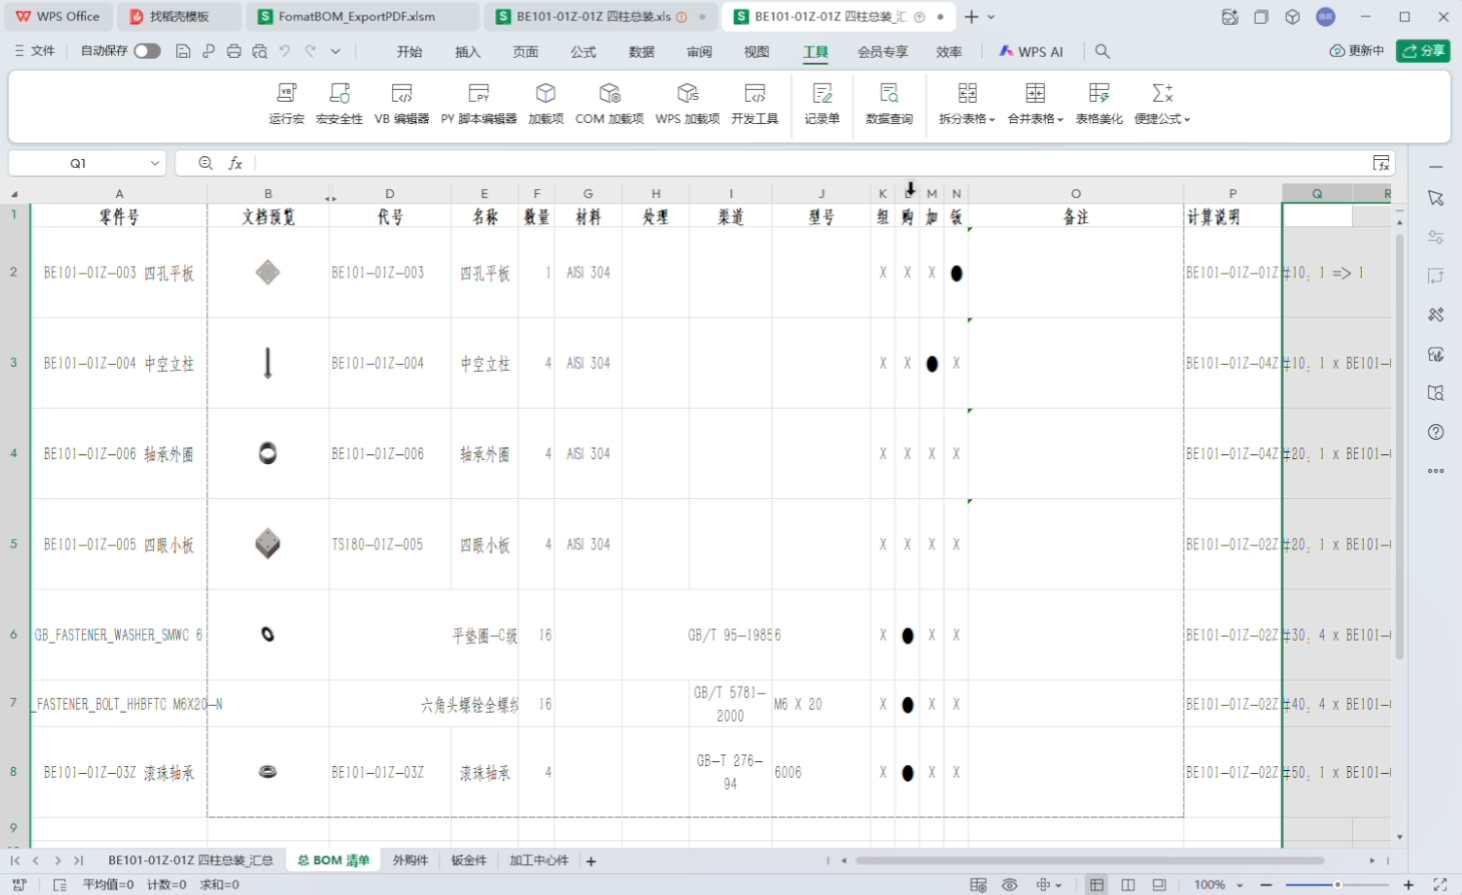 WPS Office
找稻壳模板
FomatBOM_ExportPDF.xlsm
BE101-01Z-01Z 四柱总装.xls
BE101-01Z-01Z 四柱总装_汇
文件
自动保存
开始
插入
页面
公式
数据
审阅
视图
工具
会员专享
效率
WPS AI
更新中
分享
运行宏
宏安全性
VB 编辑器
PY 脚本编辑器
加载项
COM 加载项
WPS 加载项
开发工具
记录单
数据查询
拆分表格
合并表格
表格美化
便捷公式
Q1
fx
A B D E F G H I J K L M N O P Q R
1 零件号 文档预览 代号 名称 数量 材料 处理 渠道 型号 组 购 加 钣 备注 计算说明
2 BE101-01Z-003 四孔平板 BE101-01Z-003 四孔平板 1 AISI 304 X X X ● BE101-01Z-01Z #10: 1 => 1
3 BE101-01Z-004 中空立柱 BE101-01Z-004 中空立柱 4 AISI 304 X X ● X BE101-01Z-04Z #10: 1 x BE101-
4 BE101-01Z-006 轴承外圈 BE101-01Z-006 轴承外圈 4 AISI 304 X X X X BE101-01Z-04Z #20: 1 x BE101-
5 BE101-01Z-005 四眼小板 TS180-01Z-005 四眼小板 4 AISI 304 X X X X BE101-01Z-02Z #20: 1 x BE101-
6 GB_FASTENER_WASHER_SMWC 6 平垫圈-C级 16 GB/T 95-1985 6 X ● X X BE101-01Z-02Z #30: 4 x BE101-
7 _FASTENER_BOLT_HHBFTC M6X20-N 六角头螺栓全螺纹 16 GB/T 5781-2000 M6 X 20 X ● X X BE101-01Z-02Z #40: 4 x BE101-
8 BE101-01Z-03Z 滚珠轴承 BE101-01Z-03Z 滚珠轴承 4 GB-T 276-94 6006 X ● X X BE101-01Z-02Z #50: 1 x BE101-
9
BE101-01Z-01Z 四柱总装_汇总
总 BOM 清单
外购件
钣金件
加工中心件
平均值=0 计数=0 求和=0
100%